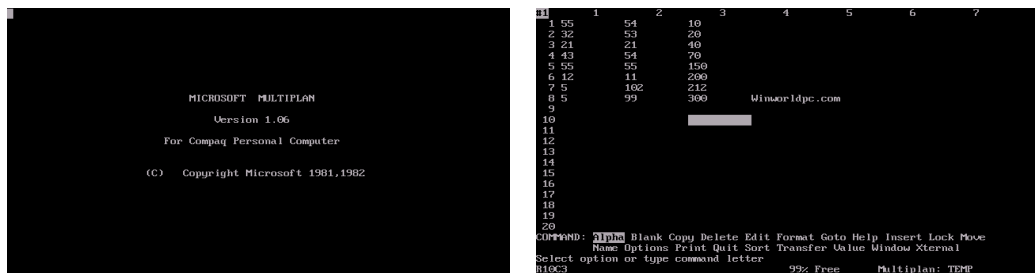 MICROSOFT MULTIPLAN
Version 1.06
For Compaq Personal Computer
(C) Copyright Microsoft 1981,1982
#1 1 2 3 4 5 6 7
1 55 54 10
2 32 53 20
3 21 21 40
4 43 54 70
5 55 55 150
6 12 11 200
7 5 102 212
8 5 99 300 Winworldpc.com
9
10
11
12
13
14
15
16
17
18
19
20
COMMAND: Alpha Blank Copy Delete Edit Format Goto Help Insert Lock Move
Name Options Print Quit Sort Transfer Value Window Xternal
Select option or type command letter
R10C3 99% Free Multiplan: TEMP